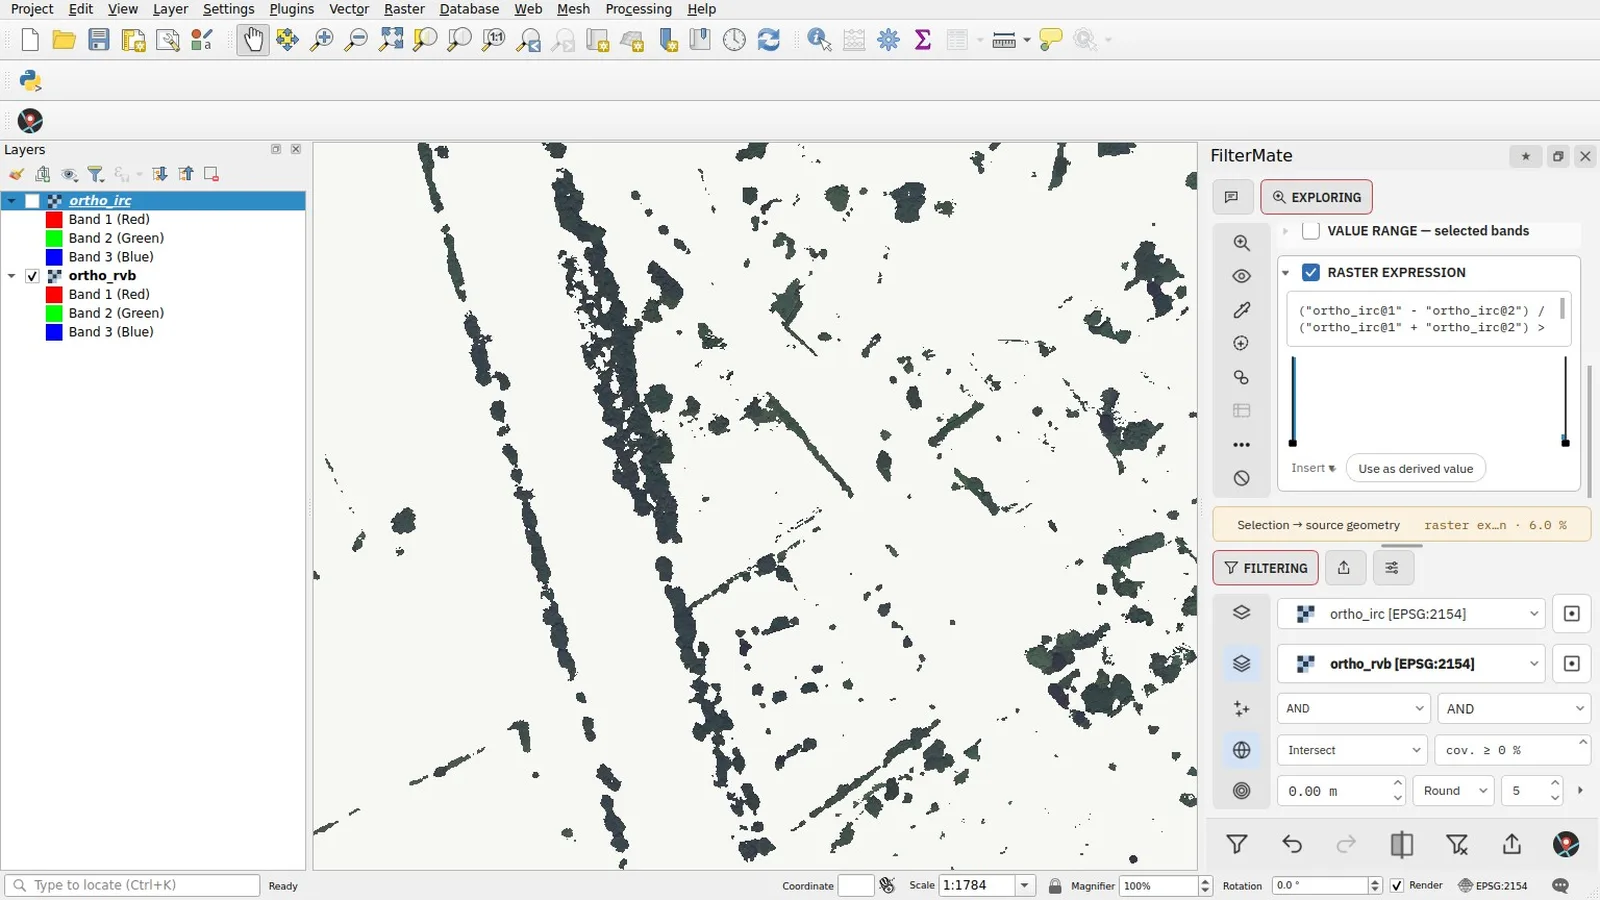 Project Edit View Layer Settings Plugins Vector Raster Database Web Mesh Processing Help
1:1
Layers
ortho_irc
Band 1 (Red)
Band 2 (Green)
Band 3 (Blue)
ortho_rvb
Band 1 (Red)
Band 2 (Green)
Band 3 (Blue)
FilterMate
EXPLORING
VALUE RANGE — selected bands
RASTER EXPRESSION
("ortho_irc@1" - "ortho_irc@2") /
("ortho_irc@1" + "ortho_irc@2") >
Insert Use as derived value
Selection → source geometry raster ex…n · 6.0 %
FILTERING
ortho_irc [EPSG:2154]
ortho_rvb [EPSG:2154]
AND AND
Intersect cov. ≥ 0 %
0.00 m Round 5
Type to locate (Ctrl+K) Ready Coordinate Scale 1:1784 Magnifier 100% Rotation 0.0 ° Render EPSG:2154